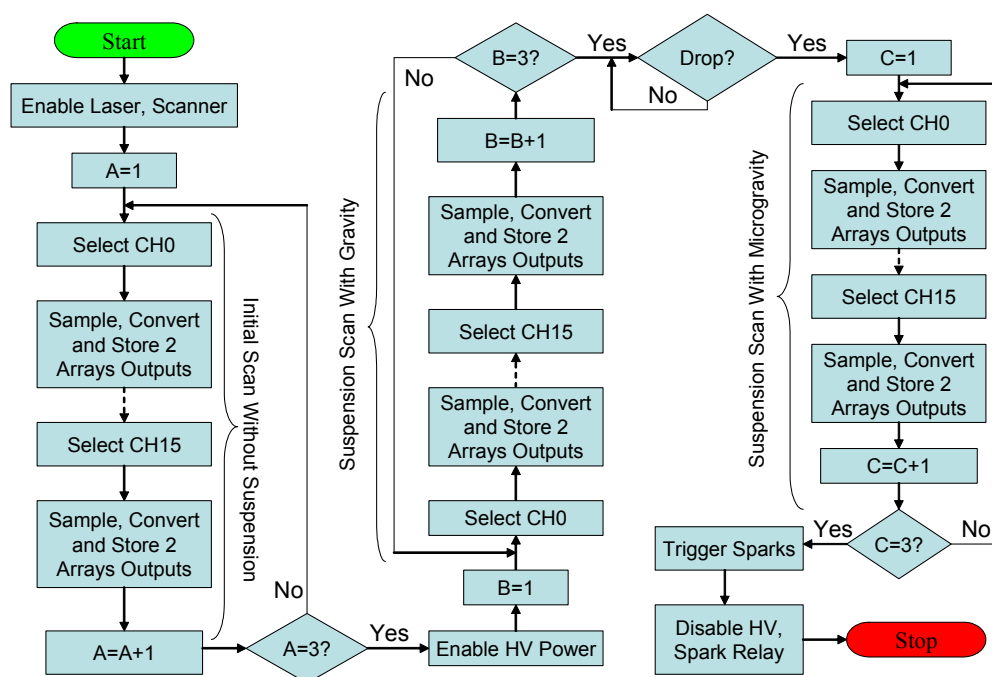 Start
Enable Laser, Scanner
A=1
Select CH0
Sample, Convert
and Store 2
Arrays Outputs
Select CH15
Sample, Convert
and Store 2
Arrays Outputs
A=A+1
Initial Scan Without Suspension
A=3?
No
Yes
Enable HV Power
B=1
Select CH0
Sample, Convert
and Store 2
Arrays Outputs
Select CH15
Sample, Convert
and Store 2
Arrays Outputs
B=B+1
Suspension Scan With Gravity
B=3?
No
Yes
Drop?
No
Yes
C=1
Select CH0
Sample, Convert
and Store 2
Arrays Outputs
Select CH15
Sample, Convert
and Store 2
Arrays Outputs
C=C+1
Suspension Scan With Microgravity
C=3?
No
Yes
Trigger Sparks
Disable HV,
Spark Relay
Stop